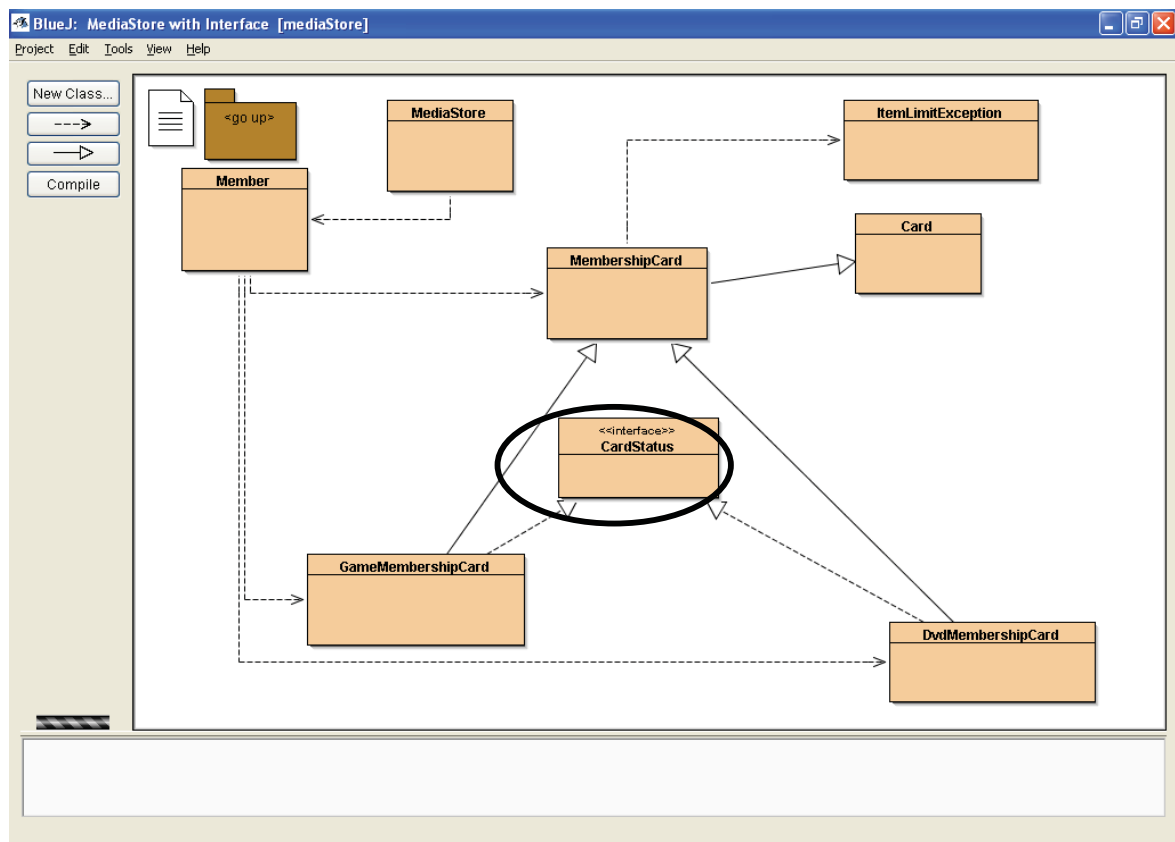 BlueJ: MediaStore with Interface [mediaStore]
Project Edit Tools View Help
New Class...
Compile
<go up>
MediaStore
ItemLimitException
Member
Card
MembershipCard
<<interface>>
CardStatus
GameMembershipCard
DvdMembershipCard